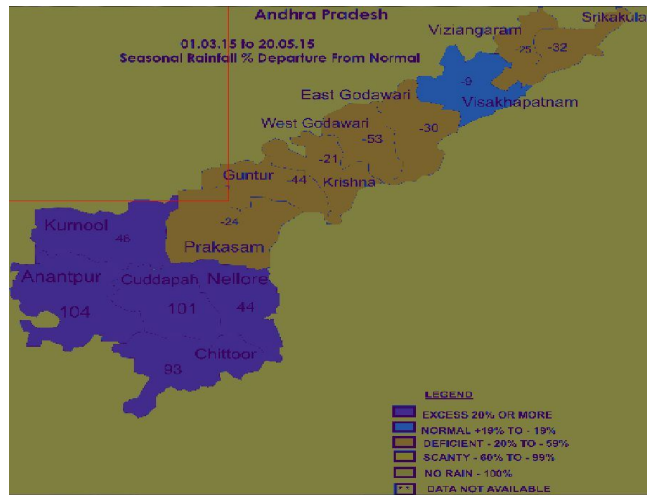 Andhra Pradesh
Srikakula
Viziangaram
01.03.15 to 20.05.15
Seasonal Rainfall % Departure From Normal
-25
-32
-9
East Godawari
Visakhapatnam
West Godawari
-30
-53
-21
Guntur
-44
Krishna
-24
Kurnool
46
Prakasam
Anantpur
Cuddapah
Nellore
104
101
44
Chittoor
93
LEGEND
EXCESS 20% OR MORE
NORMAL +19% TO - 19%
DEFICIENT - 20% TO - 59%
SCANTY - 60% TO - 99%
NO RAIN - 100%
DATA NOT AVAILABLE